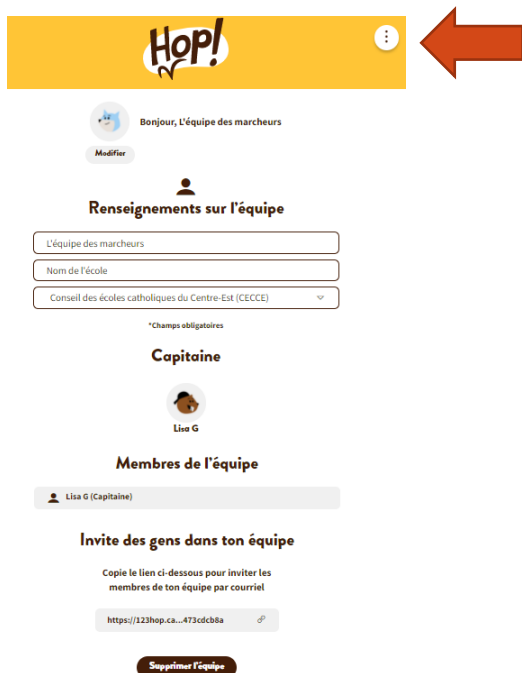 Hop!
Bonjour, L'équipe des marcheurs
Modifier
Renseignements sur l'équipe
L'équipe des marcheurs
Nom de l'école
Conseil des écoles catholiques du Centre-Est (CECCE)
*Champs obligatoires
Capitaine
Lisa G
Membres de l'équipe
Lisa G (Capitaine)
Invite des gens dans ton équipe
Copie le lien ci-dessous pour inviter les
membres de ton équipe par courriel
https://123hop.ca...473cdcb8a
Supprimer l'équipe